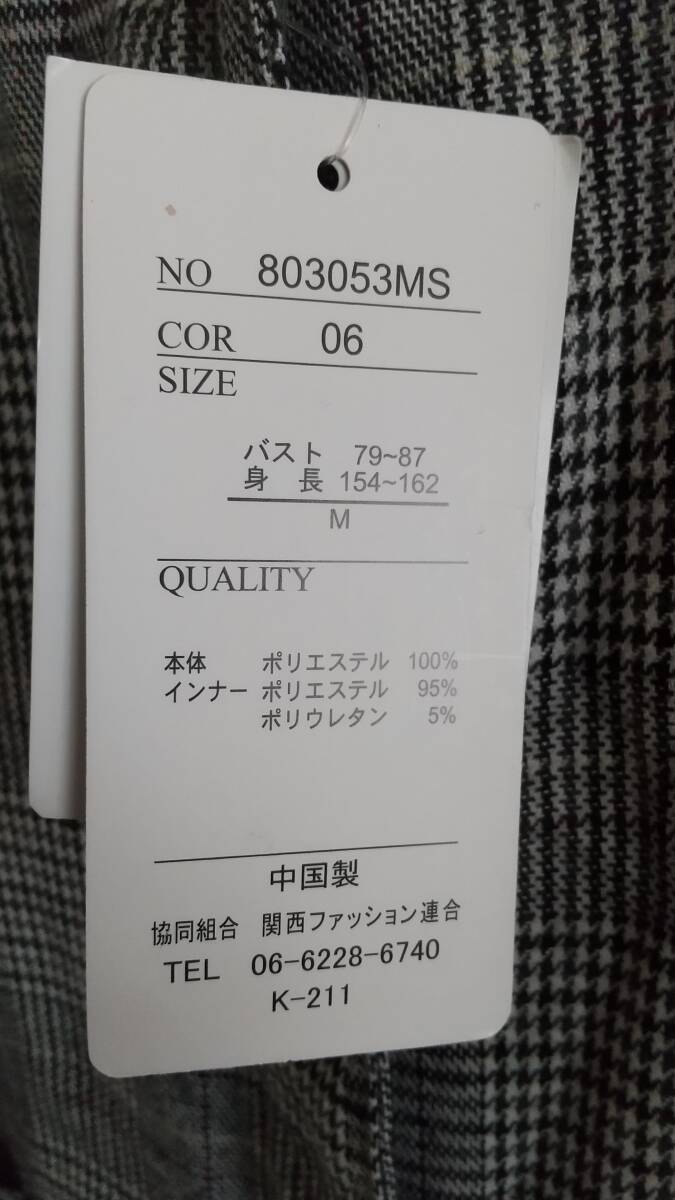 NO 803053MS
COR 06
SIZE
バスト 79~87
身 長 154~162
M
QUALITY
本体 ポリエステル 100%
インナー ポリエステル 95%
ポリウレタン 5%
中国製
協同組合 関西ファッション連合
TEL 06-6228-6740
K-211